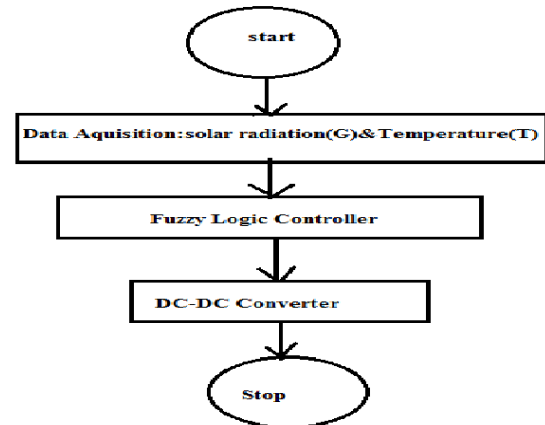 start
Data Aquisition:solar radiation(G)&Temperature(T)
Fuzzy Logic Controller
DC-DC Converter
Stop